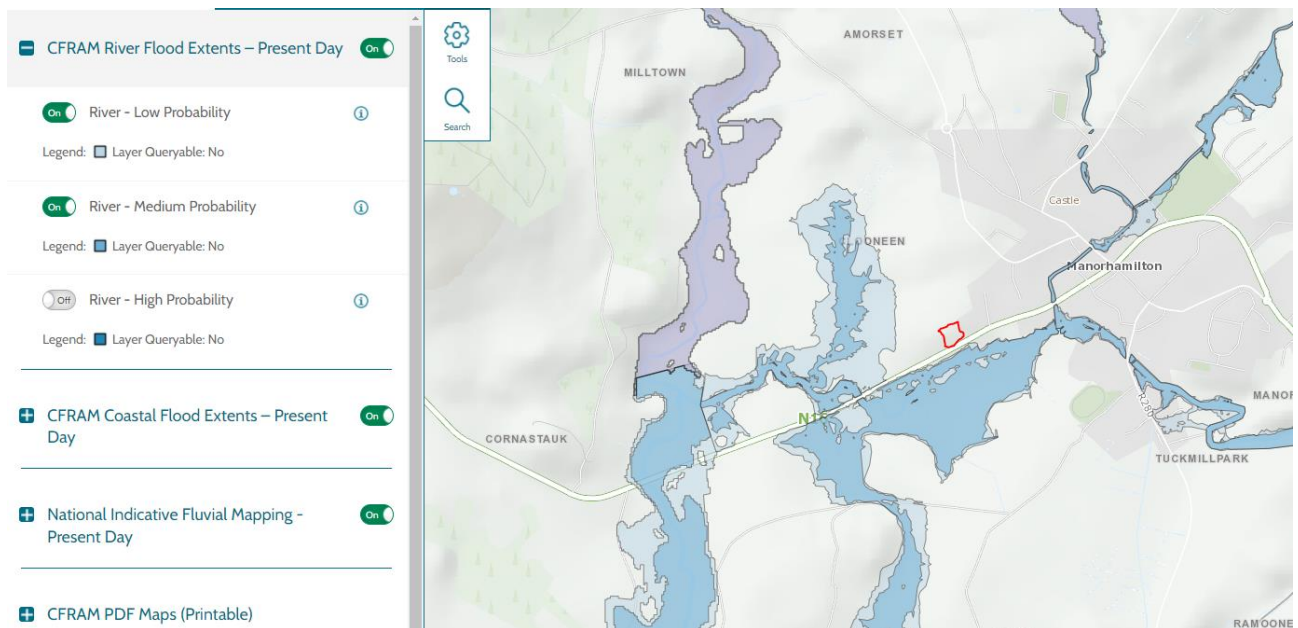 CFRAM River Flood Extents – Present Day
On
On
River - Low Probability
Legend: Layer Queryable: No
On
River - Medium Probability
Legend: Layer Queryable: No
Off
River - High Probability
Legend: Layer Queryable: No
CFRAM Coastal Flood Extents – Present
Day
On
National Indicative Fluvial Mapping -
Present Day
On
CFRAM PDF Maps (Printable)
Tools
Search
AMORSET
MILLTOWN
Castle
ONEEN
Manorhamilton
MANOR
R280
CORNASTAUK
TUCKMILLPARK
RAMOONE